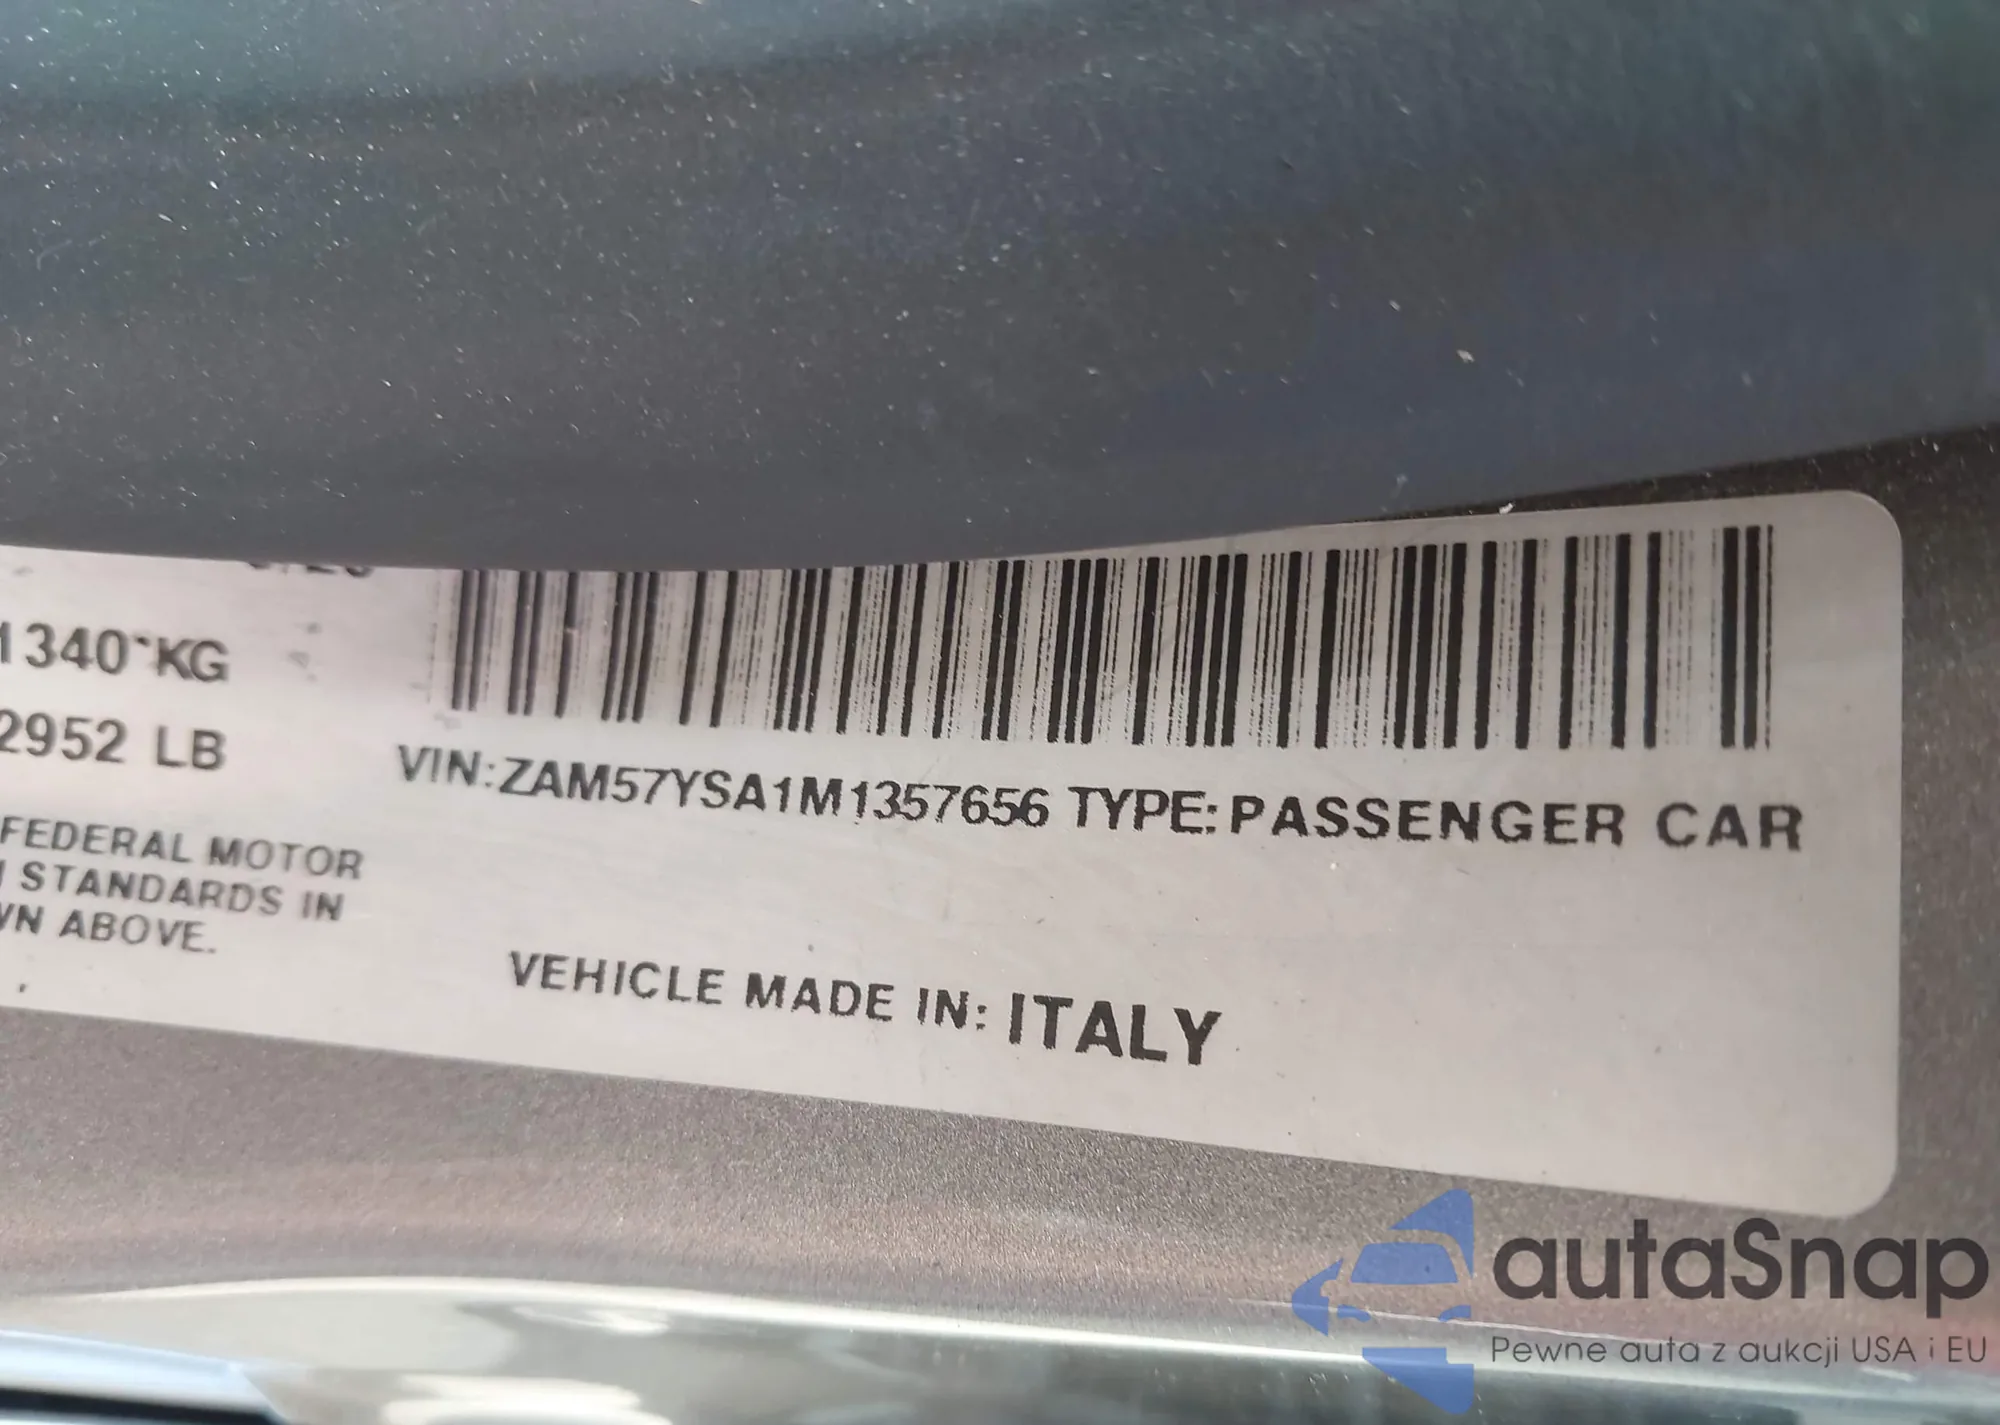 1340 KG
2952 LB
VIN:ZAM57YSA1M1357656 TYPE:PASSENGER CAR
FEDERAL MOTOR
STANDARDS IN
ABOVE.
VEHICLE MADE IN: ITALY
autaSnap
Pewne auta z aukcji USA i EU